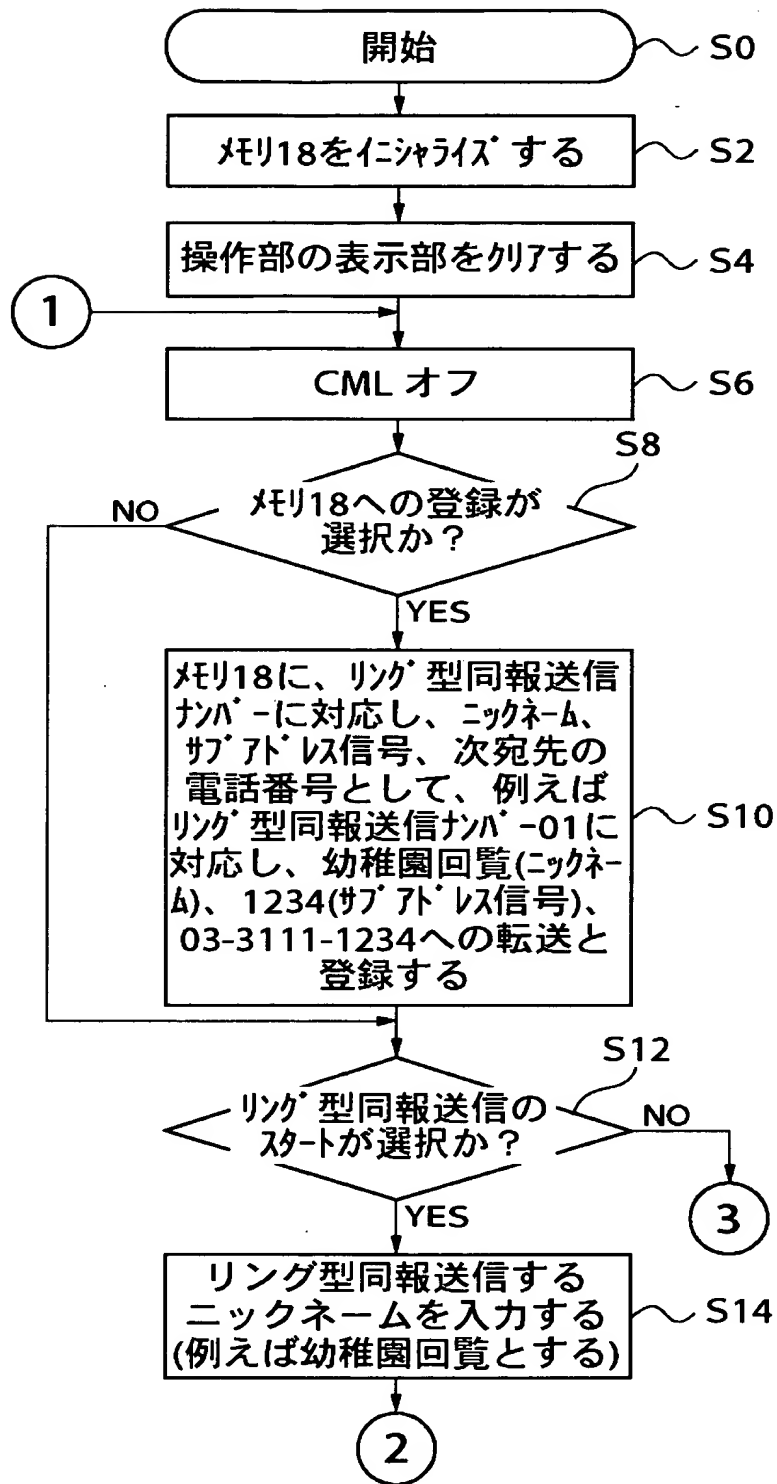 開始
S0
メモリ18をイニシャライズする
S2
操作部の表示部をクリアする
S4
1
CML オフ
S6
S8
メモリ18への登録が
選択か？
NO
YES
メモリ18に、リング型同報送信
ナンバーに対応し、ニックネーム、
サブアドレス信号、次宛先の
電話番号として、例えば
リング型同報送信ナンバー01に
対応し、幼稚園回覧(ニックネー
ム)、1234(サブアドレス信号)、
03-3111-1234への転送と
登録する
S10
S12
リング型同報送信の
スタートが選択か？
NO
3
YES
リング型同報送信する
ニックネームを入力する
(例えば幼稚園回覧とする)
S14
2